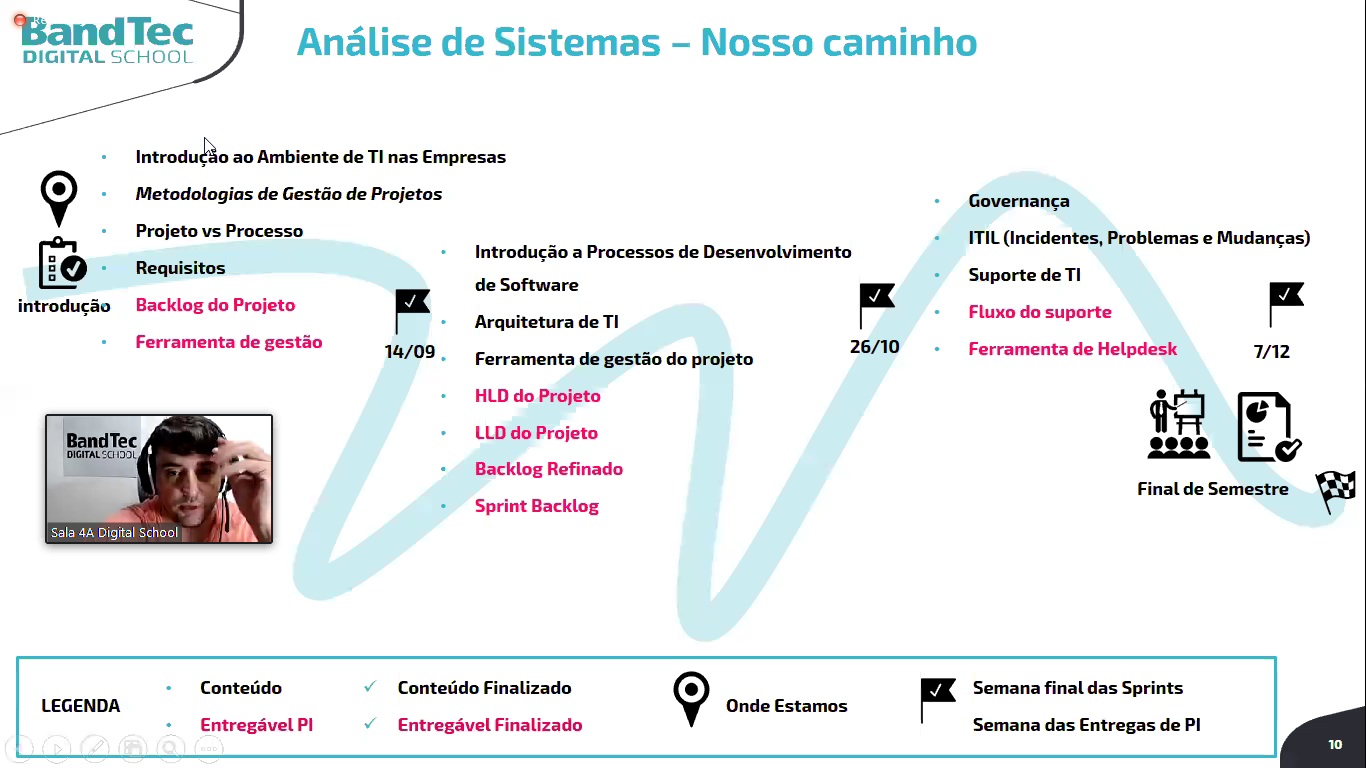 BandTec
DIGITAL SCHOOL
Análise de Sistemas – Nosso caminho
Introdução ao Ambiente de TI nas Empresas
Metodologias de Gestão de Projetos
Projeto vs Processo
Requisitos
Backlog do Projeto
Ferramenta de gestão
introdução
14/09
Introdução a Processos de Desenvolvimento
de Software
Arquitetura de TI
Ferramenta de gestão do projeto
HLD do Projeto
LLD do Projeto
Backlog Refinado
Sprint Backlog
26/10
Governança
ITIL (Incidentes, Problemas e Mudanças)
Suporte de TI
Fluxo do suporte
Ferramenta de Helpdesk
7/12
Final de Semestre
BandTec
DIGITAL SCHOOL
Sala 4A Digital School
LEGENDA
Conteúdo
Entregável PI
Conteúdo Finalizado
Entregável Finalizado
Onde Estamos
Semana final das Sprints
Semana das Entregas de PI
10